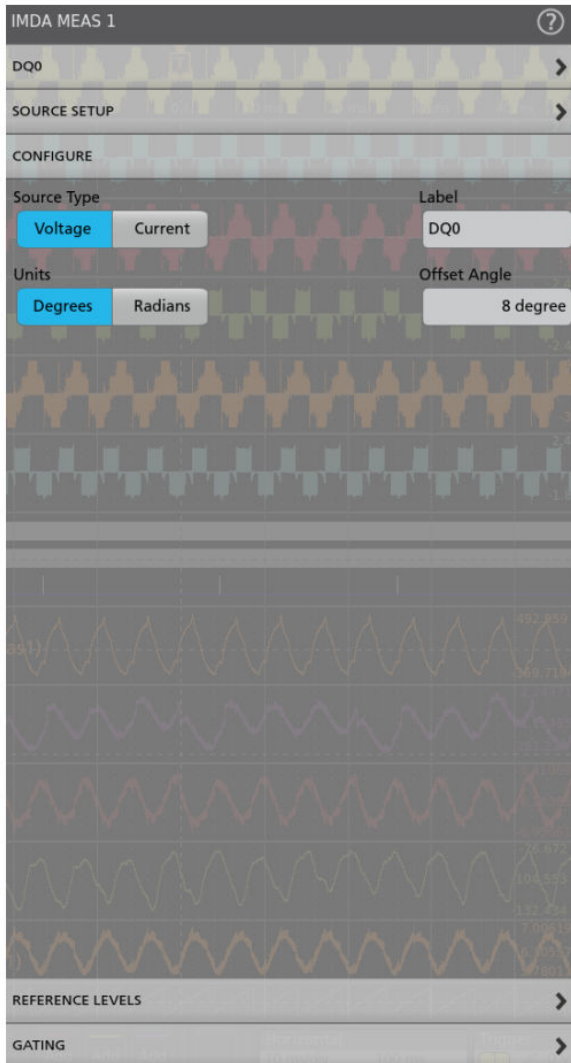 IMDA MEAS 1
?
DQ0
SOURCE SETUP
CONFIGURE
Source Type
Label
Voltage
Current
DQ0
Units
Offset Angle
Degrees
Radians
8 degree
REFERENCE LEVELS
GATING